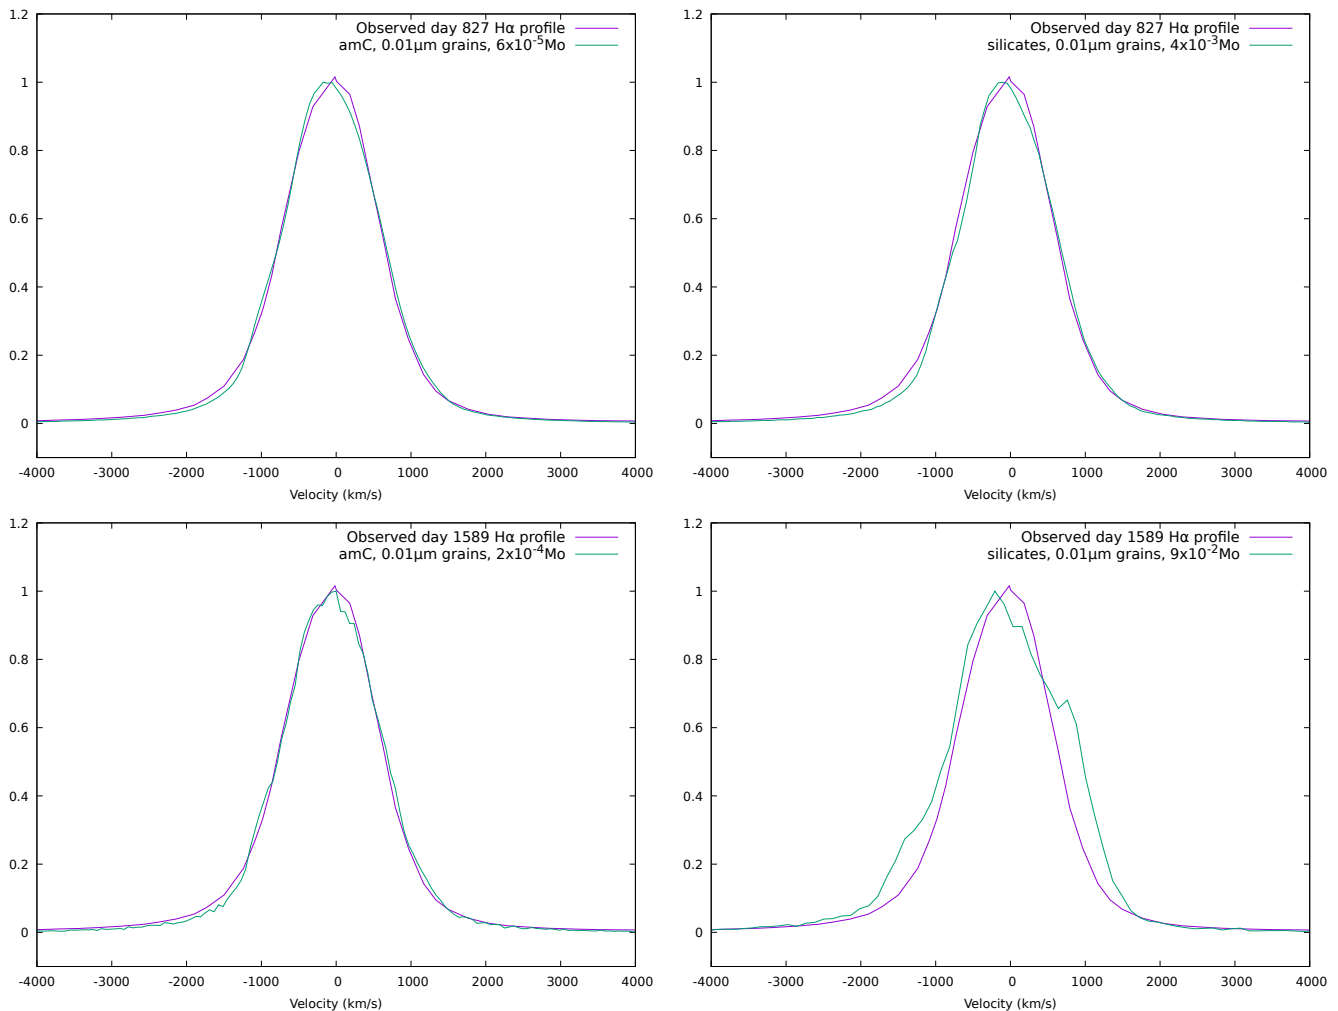 Observed day 827 Hα profile
amC, 0.01μm grains, 6x10⁻⁵Mo
1.2
1
0.8
0.6
0.4
0.2
0
-4000 -3000 -2000 -1000 0 1000 2000 3000 4000
Velocity (km/s)
Observed day 827 Hα profile
silicates, 0.01μm grains, 4x10⁻³Mo
1.2
1
0.8
0.6
0.4
0.2
0
-4000 -3000 -2000 -1000 0 1000 2000 3000 4000
Velocity (km/s)
Observed day 1589 Hα profile
amC, 0.01μm grains, 2x10⁻⁴Mo
1.2
1
0.8
0.6
0.4
0.2
0
-4000 -3000 -2000 -1000 0 1000 2000 3000 4000
Velocity (km/s)
Observed day 1589 Hα profile
silicates, 0.01μm grains, 9x10⁻²Mo
1.2
1
0.8
0.6
0.4
0.2
0
-4000 -3000 -2000 -1000 0 1000 2000 3000 4000
Velocity (km/s)